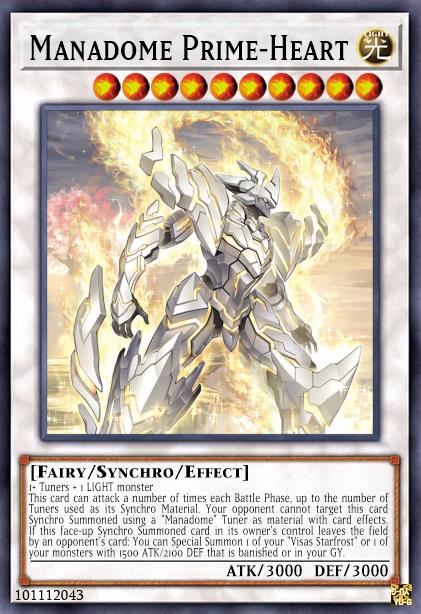 MANADOME PRIME-HEART
LIGHT
光
[FAIRY/SYNCHRO/EFFECT]
1+ Tuners + 1 LIGHT monster
This card can attack a number of times each Battle Phase, up to the number of
Tuners used as its Synchro Material. Your opponent cannot target this card
Synchro Summoned using a "Manadome" Tuner as material with card effects.
If this face-up Synchro Summoned card in its owner's control leaves the field
by an opponent's card: You can Special Summon 1 of your "Visas Starfrost" or 1 of
your monsters with 1500 ATK/2100 DEF that is banished or in your GY.
ATK/3000 DEF/3000
101112043